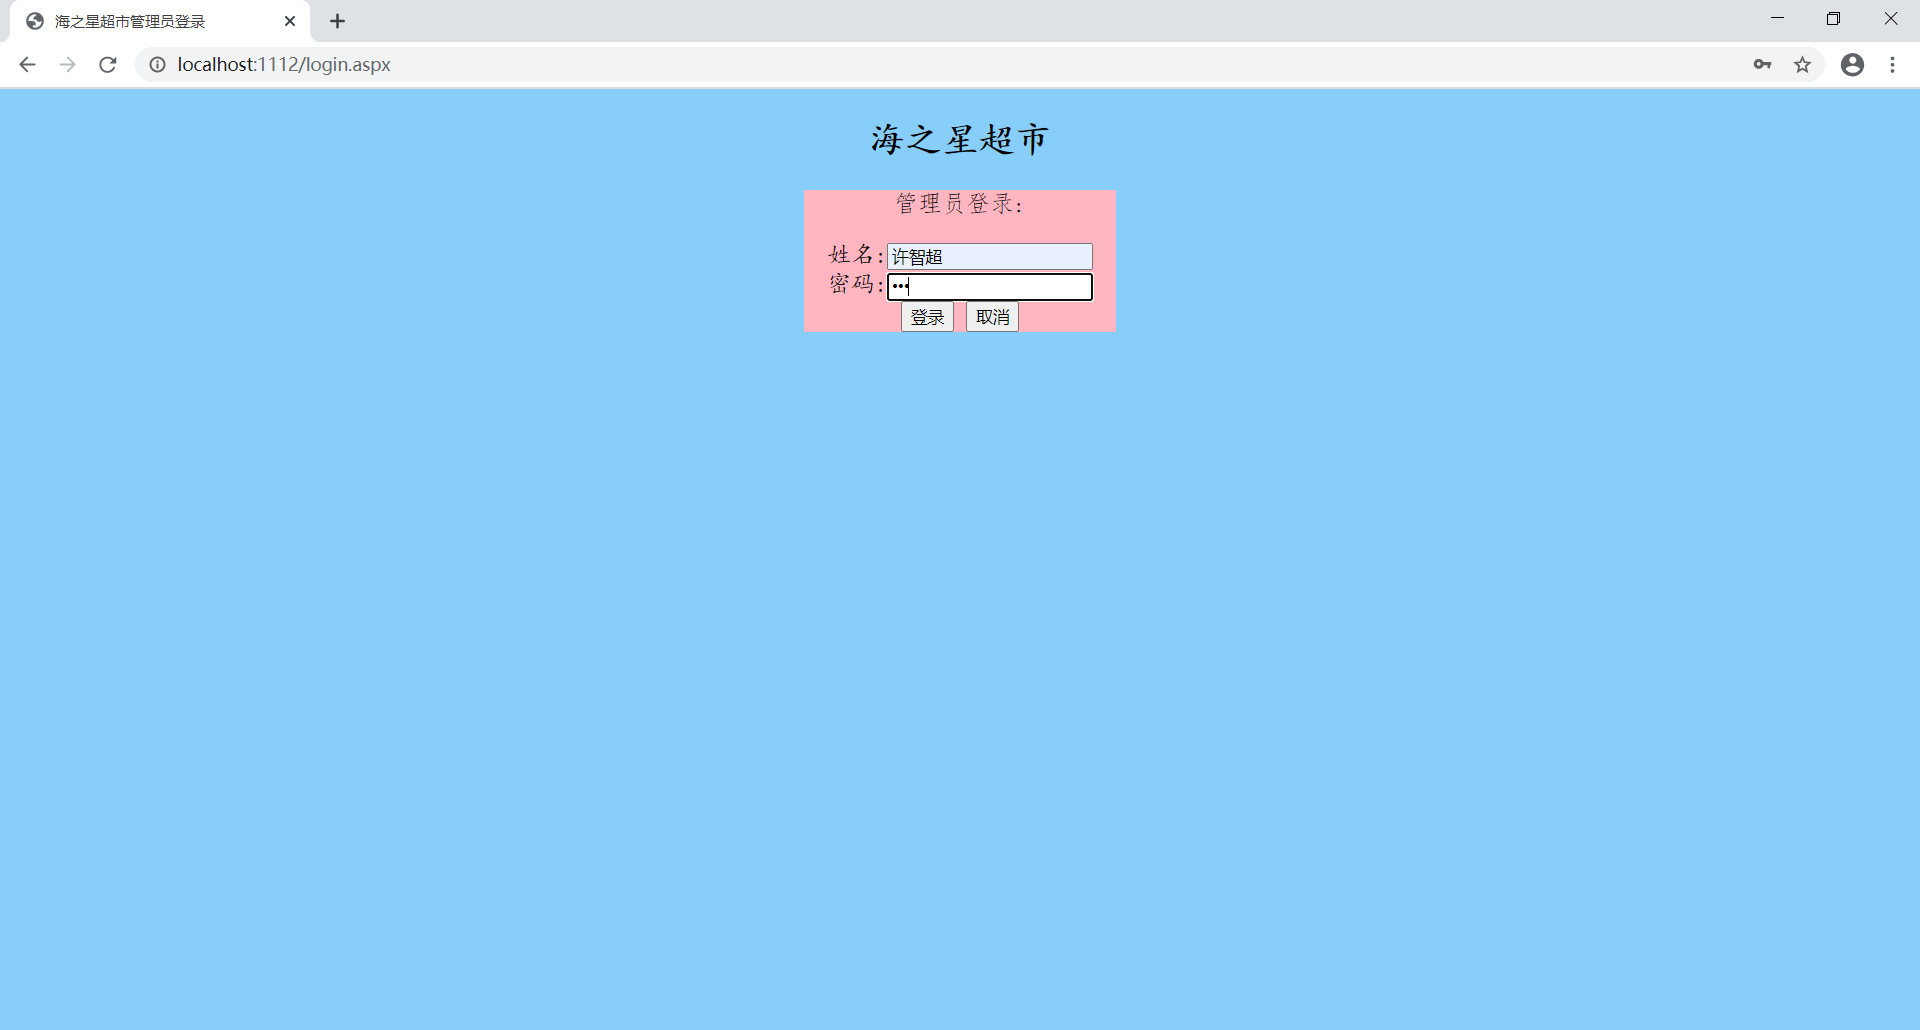 海之星超市管理员登录
localhost:1112/login.aspx
海之星超市
管理员登录:
姓名:许智超
密码:•••
登录 取消